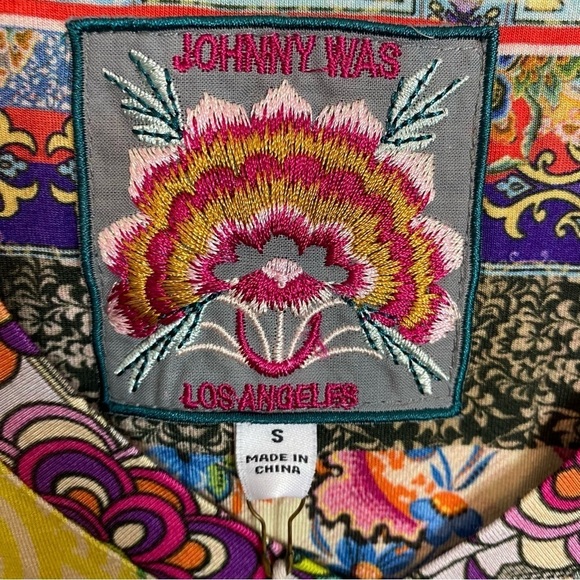 JOHNNY WAS
LOS ANGELES
S
MADE IN
CHINA